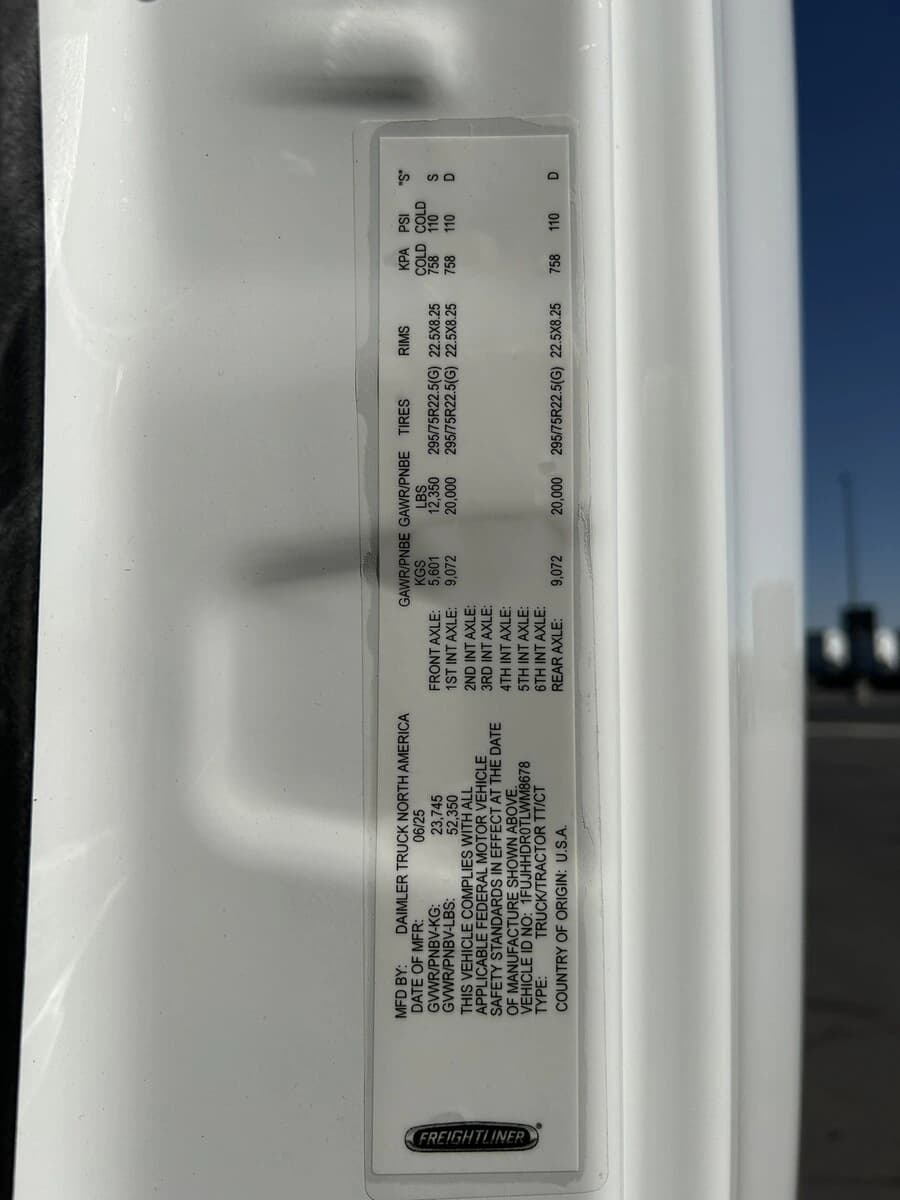 FREIGHTLINER
MFD BY: DAIMLER TRUCK NORTH AMERICA
DATE OF MFR: 06/25
GVWR/PNBV-KG: 23,745
GVWR/PNBV-LBS: 52,350
THIS VEHICLE COMPLIES WITH ALL
APPLICABLE FEDERAL MOTOR VEHICLE
SAFETY STANDARDS IN EFFECT AT THE DATE
OF MANUFACTURE SHOWN ABOVE.
VEHICLE ID NO: 1FUJHHDR0TLWM8678
TYPE: TRUCK/TRACTOR TT/CT
COUNTRY OF ORIGIN: U.S.A.
GAWR/PNBE GAWR/PNBE TIRES RIMS KPA PSI "S"
KGS LBS COLD COLD
FRONT AXLE: 5,601 12,350 295/75R22.5(G) 22.5X8.25 758 110 S
1ST INT AXLE: 9,072 20,000 295/75R22.5(G) 22.5X8.25 758 110 D
2ND INT AXLE:
3RD INT AXLE:
4TH INT AXLE:
5TH INT AXLE:
6TH INT AXLE:
REAR AXLE: 9,072 20,000 295/75R22.5(G) 22.5X8.25 758 110 D